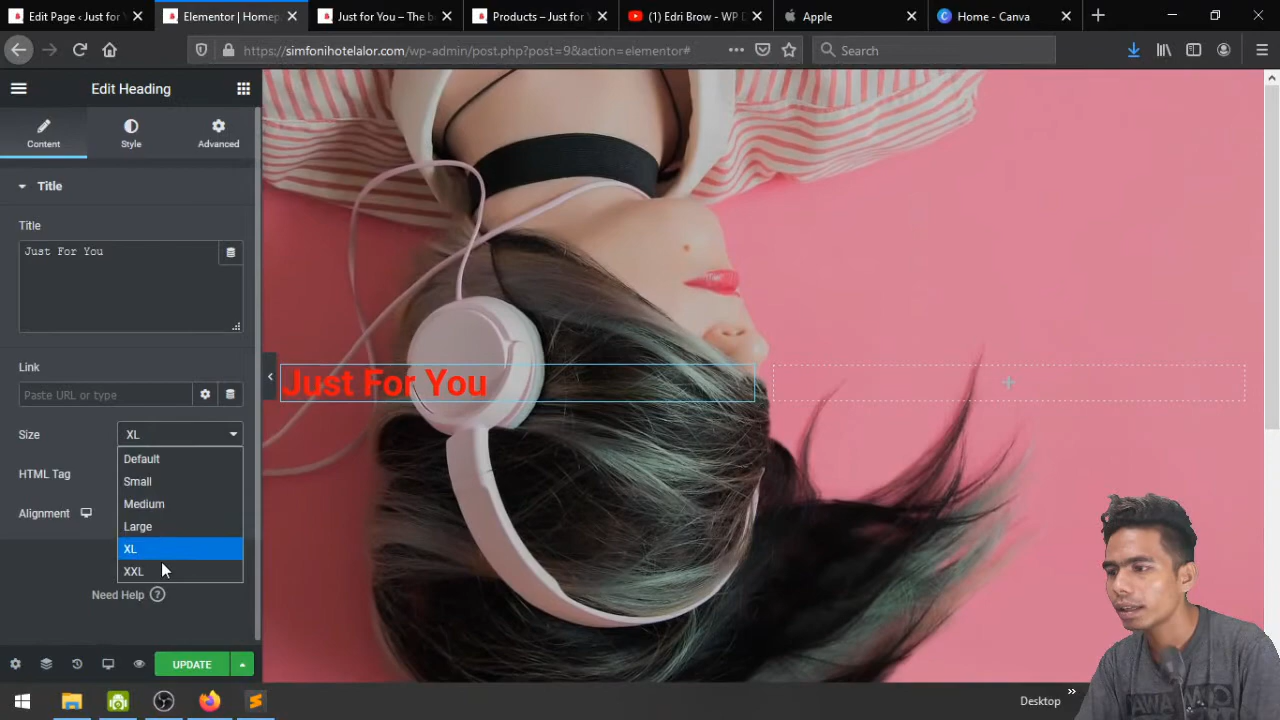 Edit Page ‹ Just for Y
Elementor | Homep
Just for You – The b
Products – Just for Y
(1) Edri Brow - WP D
Apple
Home - Canva
https://simfonihotelalor.com/wp-admin/post.php?post=9&action=elementor#
Search
Edit Heading
Content
Style
Advanced
Title
Title
Just For You
Link
Paste URL or type
Size
XL
Default
Small
HTML Tag
Medium
Large
Alignment
XL
XXL
Need Help ?
UPDATE
Just For You
Desktop